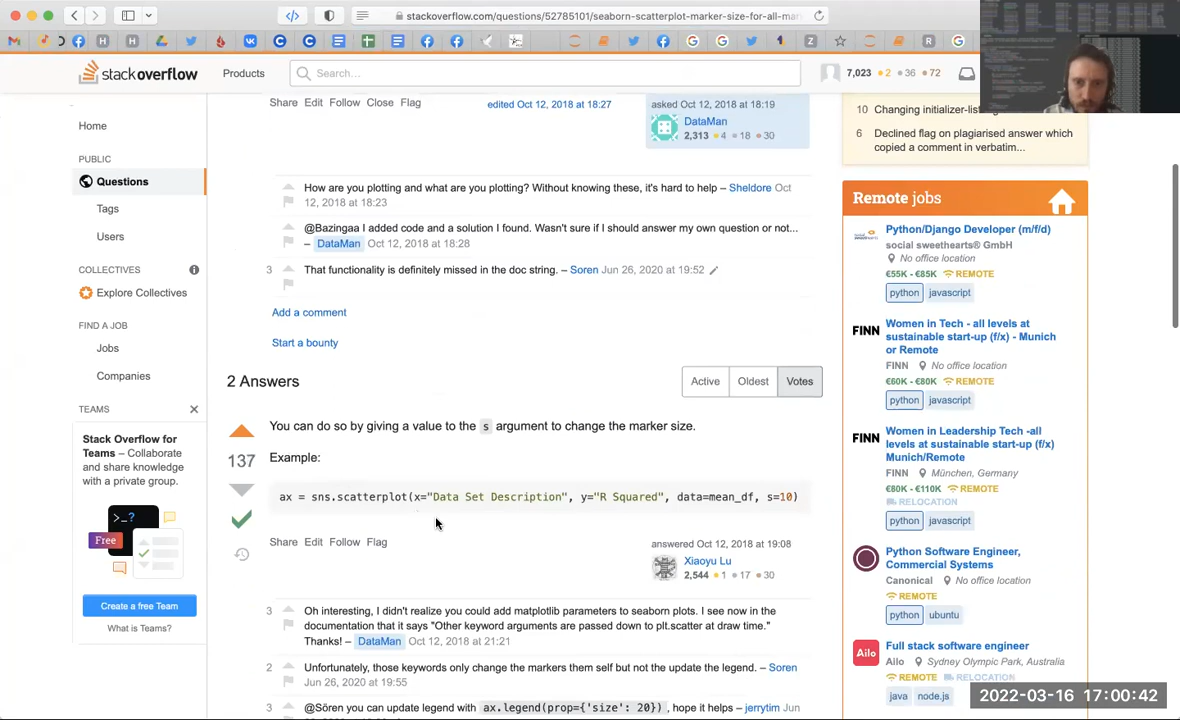 stackoverflow.com/questions/52785101/seaborn-scatterplot-marker-size-for-all-mar
stackoverflow
Products
Search...
7,023 2 36 72
Home
PUBLIC
Questions
Tags
Users
COLLECTIVES
Explore Collectives
FIND A JOB
Jobs
Companies
TEAMS
Stack Overflow for
Teams – Collaborate
and share knowledge
with a private group.
>_?
Free
Create a free Team
What is Teams?
Share Edit Follow Close Flag
edited Oct 12, 2018 at 18:27
asked Oct 12, 2018 at 18:19
DataMan
2,313 4 18 30
How are you plotting and what are you plotting? Without knowing these, it's hard to help – Sheldore Oct
12, 2018 at 18:23
@Bazingaa I added code and a solution I found. Wasn't sure if I should answer my own question or not...
– DataMan Oct 12, 2018 at 18:28
3 That functionality is definitely missed in the doc string. – Soren Jun 26, 2020 at 19:52
Add a comment
Start a bounty
2 Answers
Active Oldest Votes
137
You can do so by giving a value to the s argument to change the marker size.
Example:
ax = sns.scatterplot(x="Data Set Description", y="R Squared", data=mean_df, s=10)
Share Edit Follow Flag
answered Oct 12, 2018 at 19:08
Xiaoyu Lu
2,544 1 17 30
3 Oh interesting, I didn't realize you could add matplotlib parameters to seaborn plots. I see now in the
documentation that it says "Other keyword arguments are passed down to plt.scatter at draw time."
Thanks! – DataMan Oct 12, 2018 at 21:21
2 Unfortunately, those keywords only change the markers them self but not the update the legend. – Soren
Jun 26, 2020 at 19:55
3 @Sören you can update legend with ax.legend(prop={'size': 20}), hope it helps – jerrytim Jun
10 Changing initializer-list
6 Declined flag on plagiarised answer which
copied a comment in verbatim...
Remote jobs
Python/Django Developer (m/f/d)
social sweethearts® GmbH
No office location
€55K - €85K REMOTE
python javascript
FINN
Women in Tech - all levels at
sustainable start-up (f/x) - Munich
or Remote
FINN No office location
€60K - €80K REMOTE
python javascript
FINN
Women in Leadership Tech -all
levels at sustainable start-up (f/x)
Munich/Remote
FINN München, Germany
€80K - €110K REMOTE
RELOCATION
python javascript
Python Software Engineer,
Commercial Systems
Canonical No office location
REMOTE
python ubuntu
Ailo
Full stack software engineer
Ailo Sydney Olympic Park, Australia
REMOTE RELOCATION
java node.js
2022-03-16 17:00:42